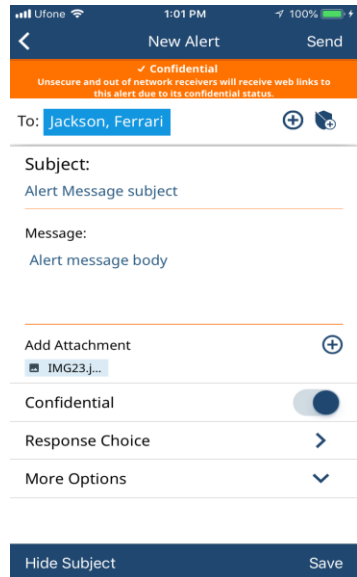 Ufone 1:01 PM 100%
New Alert Send
✓ Confidential
Unsecure and out of network receivers will receive web links to
this alert due to its confidential status.
To: Jackson, Ferrari
Subject:
Alert Message subject
Message:
Alert message body
Add Attachment
IMG23.j...
Confidential
Response Choice
More Options
Hide Subject Save